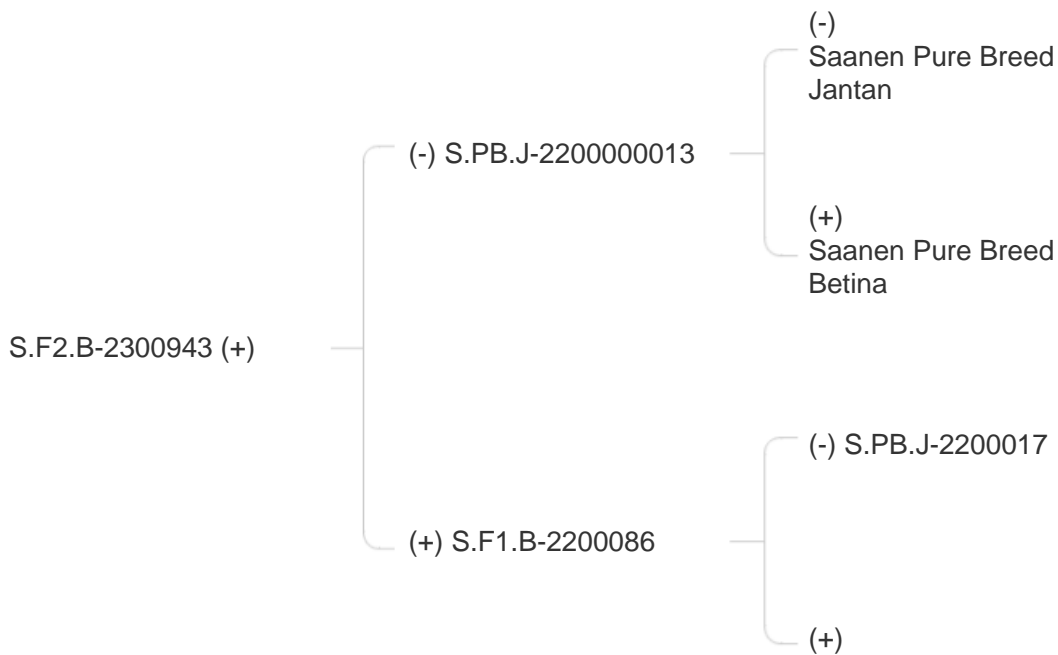 (-)
Saanen Pure Breed
Jantan
(-) S.PB.J-2200000013
(+)
Saanen Pure Breed
Betina
S.F2.B-2300943 (+)
(-) S.PB.J-2200017
(+) S.F1.B-2200086
(+)